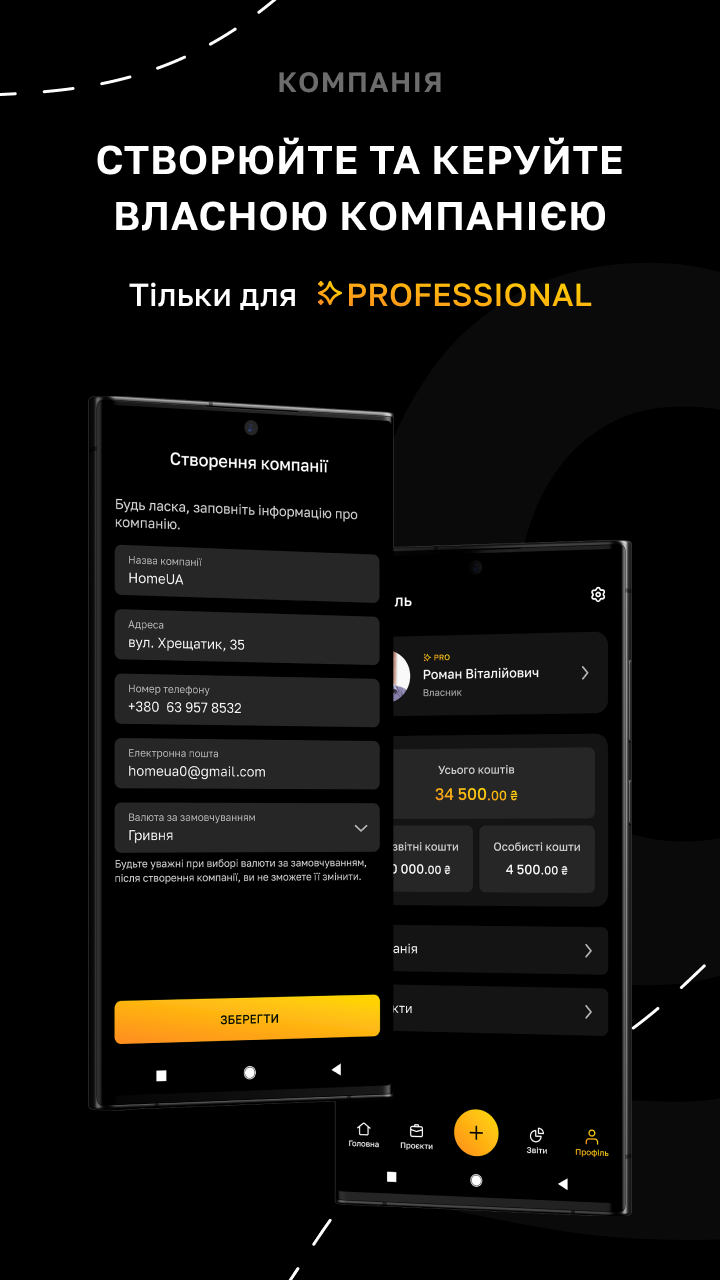 КОМПАНІЯ
СТВОРЮЙТЕ ТА КЕРУЙТЕ
ВЛАСНОЮ КОМПАНІЄЮ
Тільки для PROFESSIONAL
Створення компанії
Будь ласка, заповніть інформацію про
компанію.
Назва компанії
HomeUA
Адреса
вул. Хрещатик, 35
Номер телефону
+380 63 957 8532
Електронна пошта
homeua0@gmail.com
Валюта за замовчуванням
Гривня
Будьте уважні при виборі валюти за замовчуванням,
після створення компанії, ви не зможете її змінити.
ЗБЕРЕГТИ
ль
PRO
Роман Віталійович
Власник
Усього коштів
34 500.00 ₴
звітні кошти
0 000.00 ₴
Особисті кошти
4 500.00 ₴
анія
кти
Головна
Проєкти
Звіти
Профіль